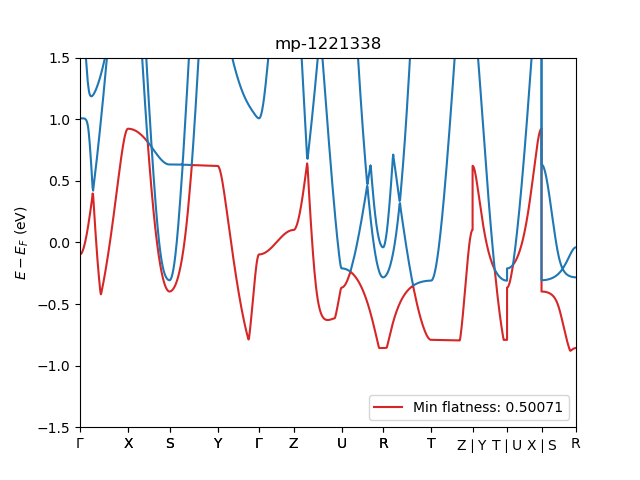 mp-1221338
E − E_F (eV)
1.5
1.0
0.5
0.0
−0.5
−1.0
−1.5
Min flatness: 0.50071
Γ X S Y Γ Z U R T Z | Y T | U X | S R